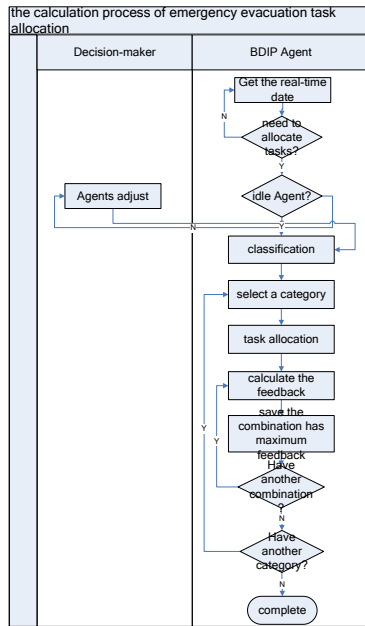 the calculation process of emergency evacuation task
allocation
Decision-maker
BDIP Agent
Get the real-time
date
N
need to
allocate
tasks?
Y
Agents adjust
idle Agent?
N
Y
classification
select a category
task allocation
calculate the
feedback
save the
combination has
maximum
feedback
Y
Y
Have
another
combination
?
N
Have
another
category?
N
complete